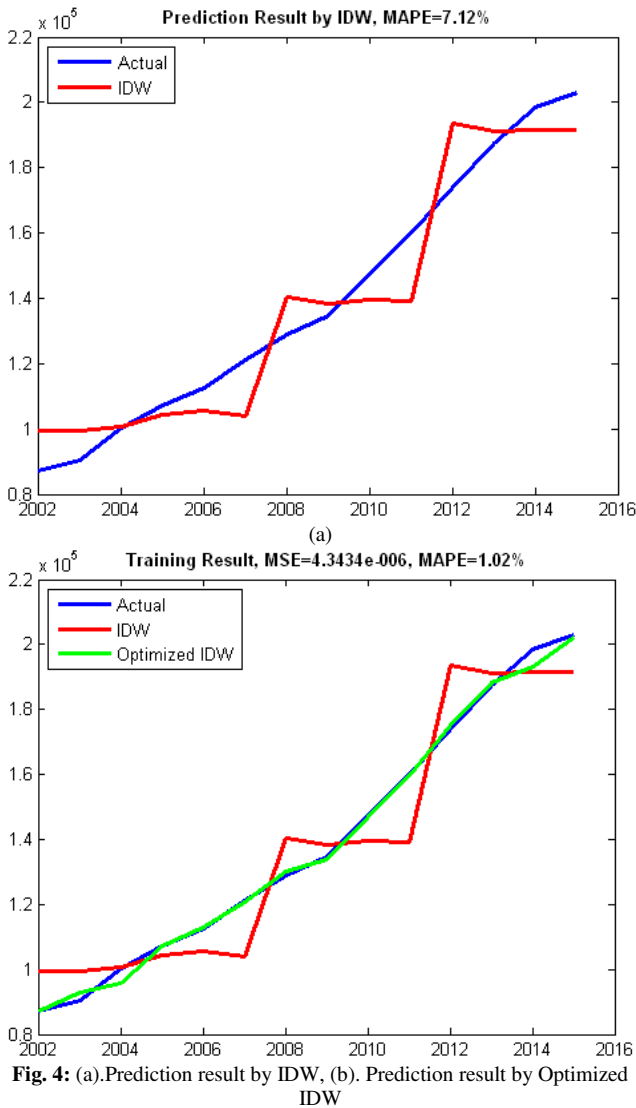 Prediction Result by IDW, MAPE=7.12%
x 10^5
2.2
2
1.8
1.6
1.4
1.2
1
0.8
Actual
IDW
2002 2004 2006 2008 2010 2012 2014 2016
(a)
Training Result, MSE=4.3434e-006, MAPE=1.02%
x 10^5
2.2
2
1.8
1.6
1.4
1.2
1
0.8
Actual
IDW
Optimized IDW
2002 2004 2006 2008 2010 2012 2014 2016
Fig. 4: (a).Prediction result by IDW, (b). Prediction result by Optimized
IDW